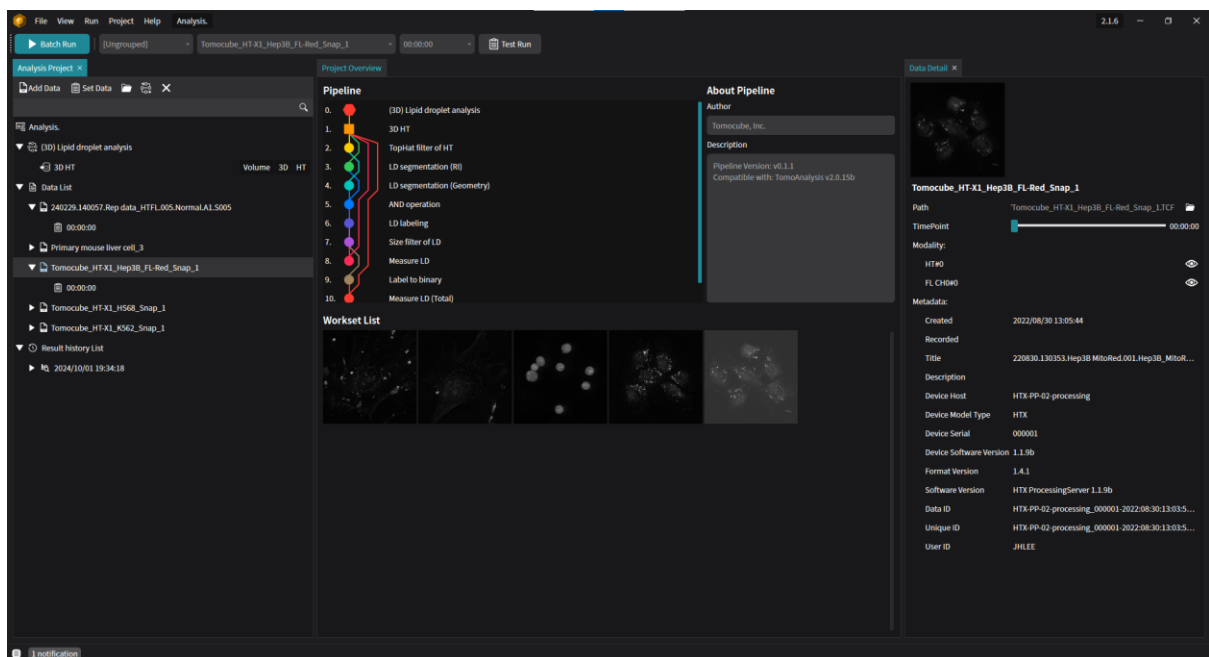 File View Run Project Help Analysis. 2.1.6
Batch Run [Ungrouped] Tomocube_HT-X1_Hep3B_FL-Red_Snap_1 00:00:00 Test Run
Analysis Project
Add Data Set Data
Analysis.
(3D) Lipid droplet analysis
3D HT Volume 3D HT
Data List
240229.140057.Rep data_HTFL.005.Normal.A1.S005
00:00:00
Primary mouse liver cell_3
Tomocube_HT-X1_Hep3B_FL-Red_Snap_1
00:00:00
Tomocube_HT-X1_HS68_Snap_1
Tomocube_HT-X1_K562_Snap_1
Result history List
2024/10/01 19:34:18
Project Overview
Pipeline
0. (3D) Lipid droplet analysis
1. 3D HT
2. TopHat filter of HT
3. LD segmentation (RI)
4. LD segmentation (Geometry)
5. AND operation
6. LD labeling
7. Size filter of LD
8. Measure LD
9. Label to binary
10. Measure LD (Total)
About Pipeline
Author
Tomocube, Inc.
Description
Pipeline Version: v0.1.1
Compatible with: TomoAnalysis v2.0.15b
Workset List
Data Detail
Tomocube_HT-X1_Hep3B_FL-Red_Snap_1
Path Tomocube_HT-X1_Hep3B_FL-Red_Snap_1.TCF
TimePoint 00:00:00
Modality:
HT#0
FL CH0#0
Metadata:
Created 2022/08/30 13:05:44
Recorded
Title 220830.130353.Hep3B MitoRed.001.Hep3B_MitoR...
Description
Device Host HTX-PP-02-processing
Device Model Type HTX
Device Serial 000001
Device Software Version 1.1.9b
Format Version 1.4.1
Software Version HTX ProcessingServer 1.1.9b
Data ID HTX-PP-02-processing_000001-2022:08:30:13:03:5...
Unique ID HTX-PP-02-processing_000001-2022:08:30:13:03:5...
User ID JHLEE
1 notification